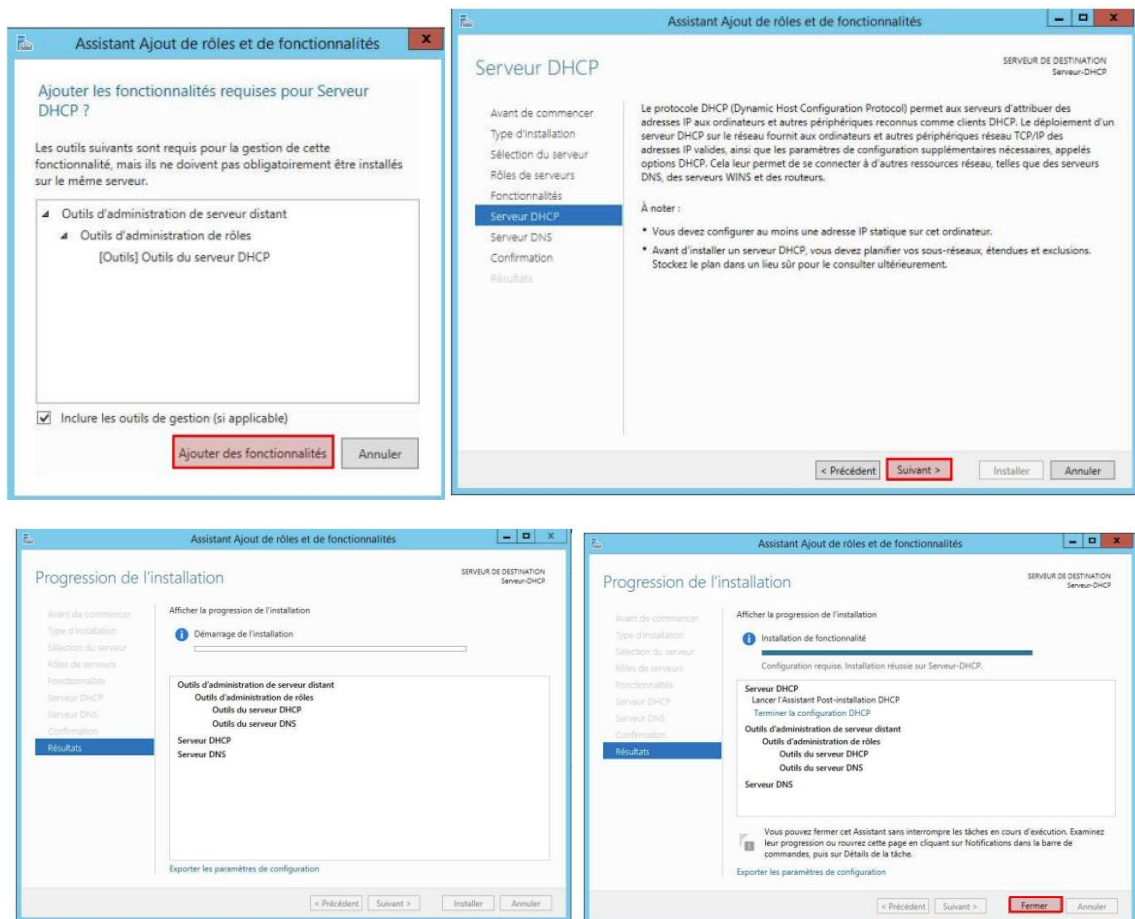 Assistant Ajout de rôles et de fonctionnalités
x
Ajouter les fonctionnalités requises pour Serveur
DHCP ?
Les outils suivants sont requis pour la gestion de cette
fonctionnalité, mais ils ne doivent pas obligatoirement être installés
sur le même serveur.
Outils d'administration de serveur distant
Outils d'administration de rôles
[Outils] Outils du serveur DHCP
Inclure les outils de gestion (si applicable)
Ajouter des fonctionnalités
Annuler
Assistant Ajout de rôles et de fonctionnalités
x
Serveur DHCP
SERVEUR DE DESTINATION
Serveur-DHCP
Avant de commencer
Type d'installation
Sélection du serveur
Rôles de serveurs
Fonctionnalités
Serveur DHCP
Serveur DNS
Confirmation
Résultats
Le protocole DHCP (Dynamic Host Configuration Protocol) permet aux serveurs d'attribuer des
adresses IP aux ordinateurs et autres périphériques reconnus comme clients DHCP. Le déploiement d'un
serveur DHCP sur le réseau fournit aux ordinateurs et autres périphériques réseau TCP/IP des
adresses IP valides, ainsi que les paramètres de configuration supplémentaires nécessaires, appelés
options DHCP. Cela leur permet de se connecter à d'autres ressources réseau, telles que des serveurs
DNS, des serveurs WINS et des routeurs.
À noter :
• Vous devez configurer au moins une adresse IP statique sur cet ordinateur.
• Avant d'installer un serveur DHCP, vous devez planifier vos sous-réseaux, étendues et exclusions.
Stockez le plan dans un lieu sûr pour le consulter ultérieurement.
< Précédent
Suivant >
Installer
Annuler
Assistant Ajout de rôles et de fonctionnalités
x
Progression de l'installation
SERVEUR DE DESTINATION
Serveur-DHCP
Avant de commencer
Type d'installation
Sélection du serveur
Rôles de serveurs
Fonctionnalités
Serveur DHCP
Serveur DNS
Confirmation
Résultats
Afficher la progression de l'installation
Démarrage de l'installation
Outils d'administration de serveur distant
Outils d'administration de rôles
Outils du serveur DHCP
Outils du serveur DNS
Serveur DHCP
Serveur DNS
Exporter les paramètres de configuration
< Précédent
Suivant >
Installer
Annuler
Assistant Ajout de rôles et de fonctionnalités
x
Progression de l'installation
SERVEUR DE DESTINATION
Serveur-DHCP
Avant de commencer
Type d'installation
Sélection du serveur
Rôles de serveurs
Fonctionnalités
Serveur DHCP
Serveur DNS
Confirmation
Résultats
Afficher la progression de l'installation
Installation de fonctionnalité
Configuration requise. Installation réussie sur Serveur-DHCP.
Serveur DHCP
Lancer l'Assistant Post-installation DHCP
Terminer la configuration DHCP
Outils d'administration de serveur distant
Outils d'administration de rôles
Outils du serveur DHCP
Outils du serveur DNS
Serveur DNS
Vous pouvez fermer cet Assistant sans interrompre les tâches en cours d'exécution. Examinez
leur progression ou rouvrez cette page en cliquant sur Notifications dans la barre de
commandes, puis sur Détails de la tâche.
Exporter les paramètres de configuration
< Précédent
Suivant >
Fermer
Annuler